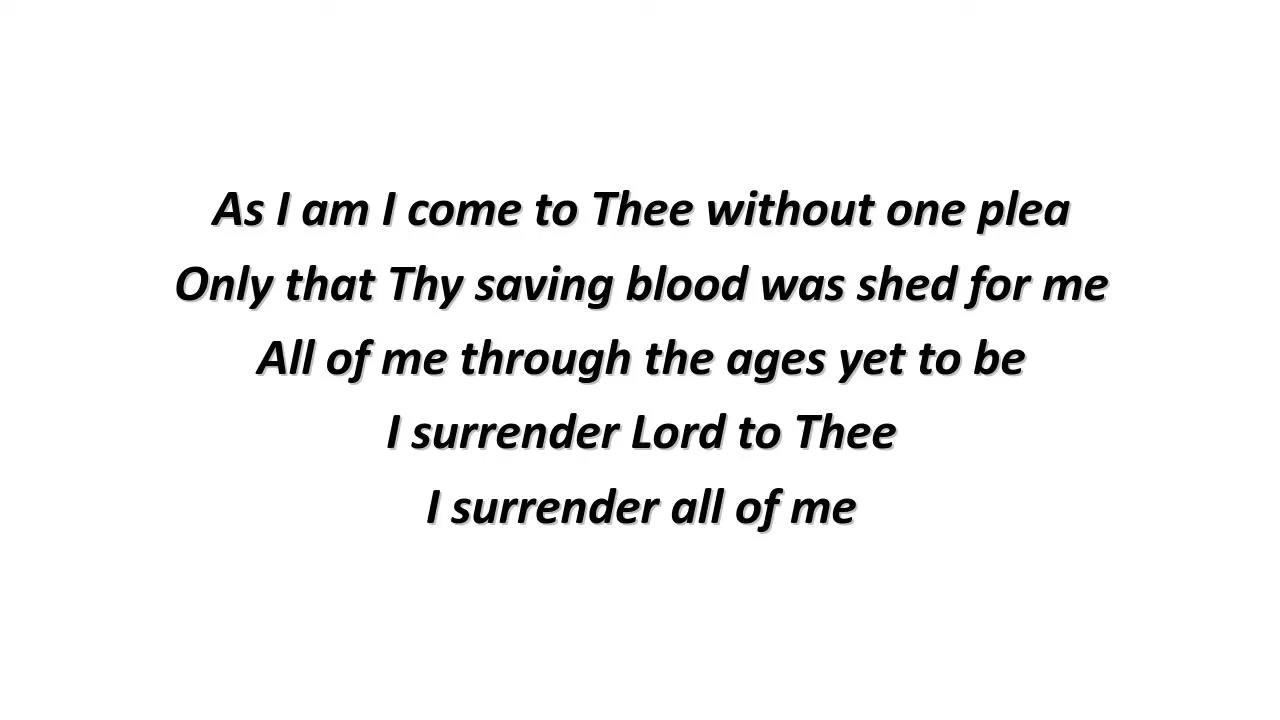 As I am I come to Thee without one plea
Only that Thy saving blood was shed for me
All of me through the ages yet to be
I surrender Lord to Thee
I surrender all of me